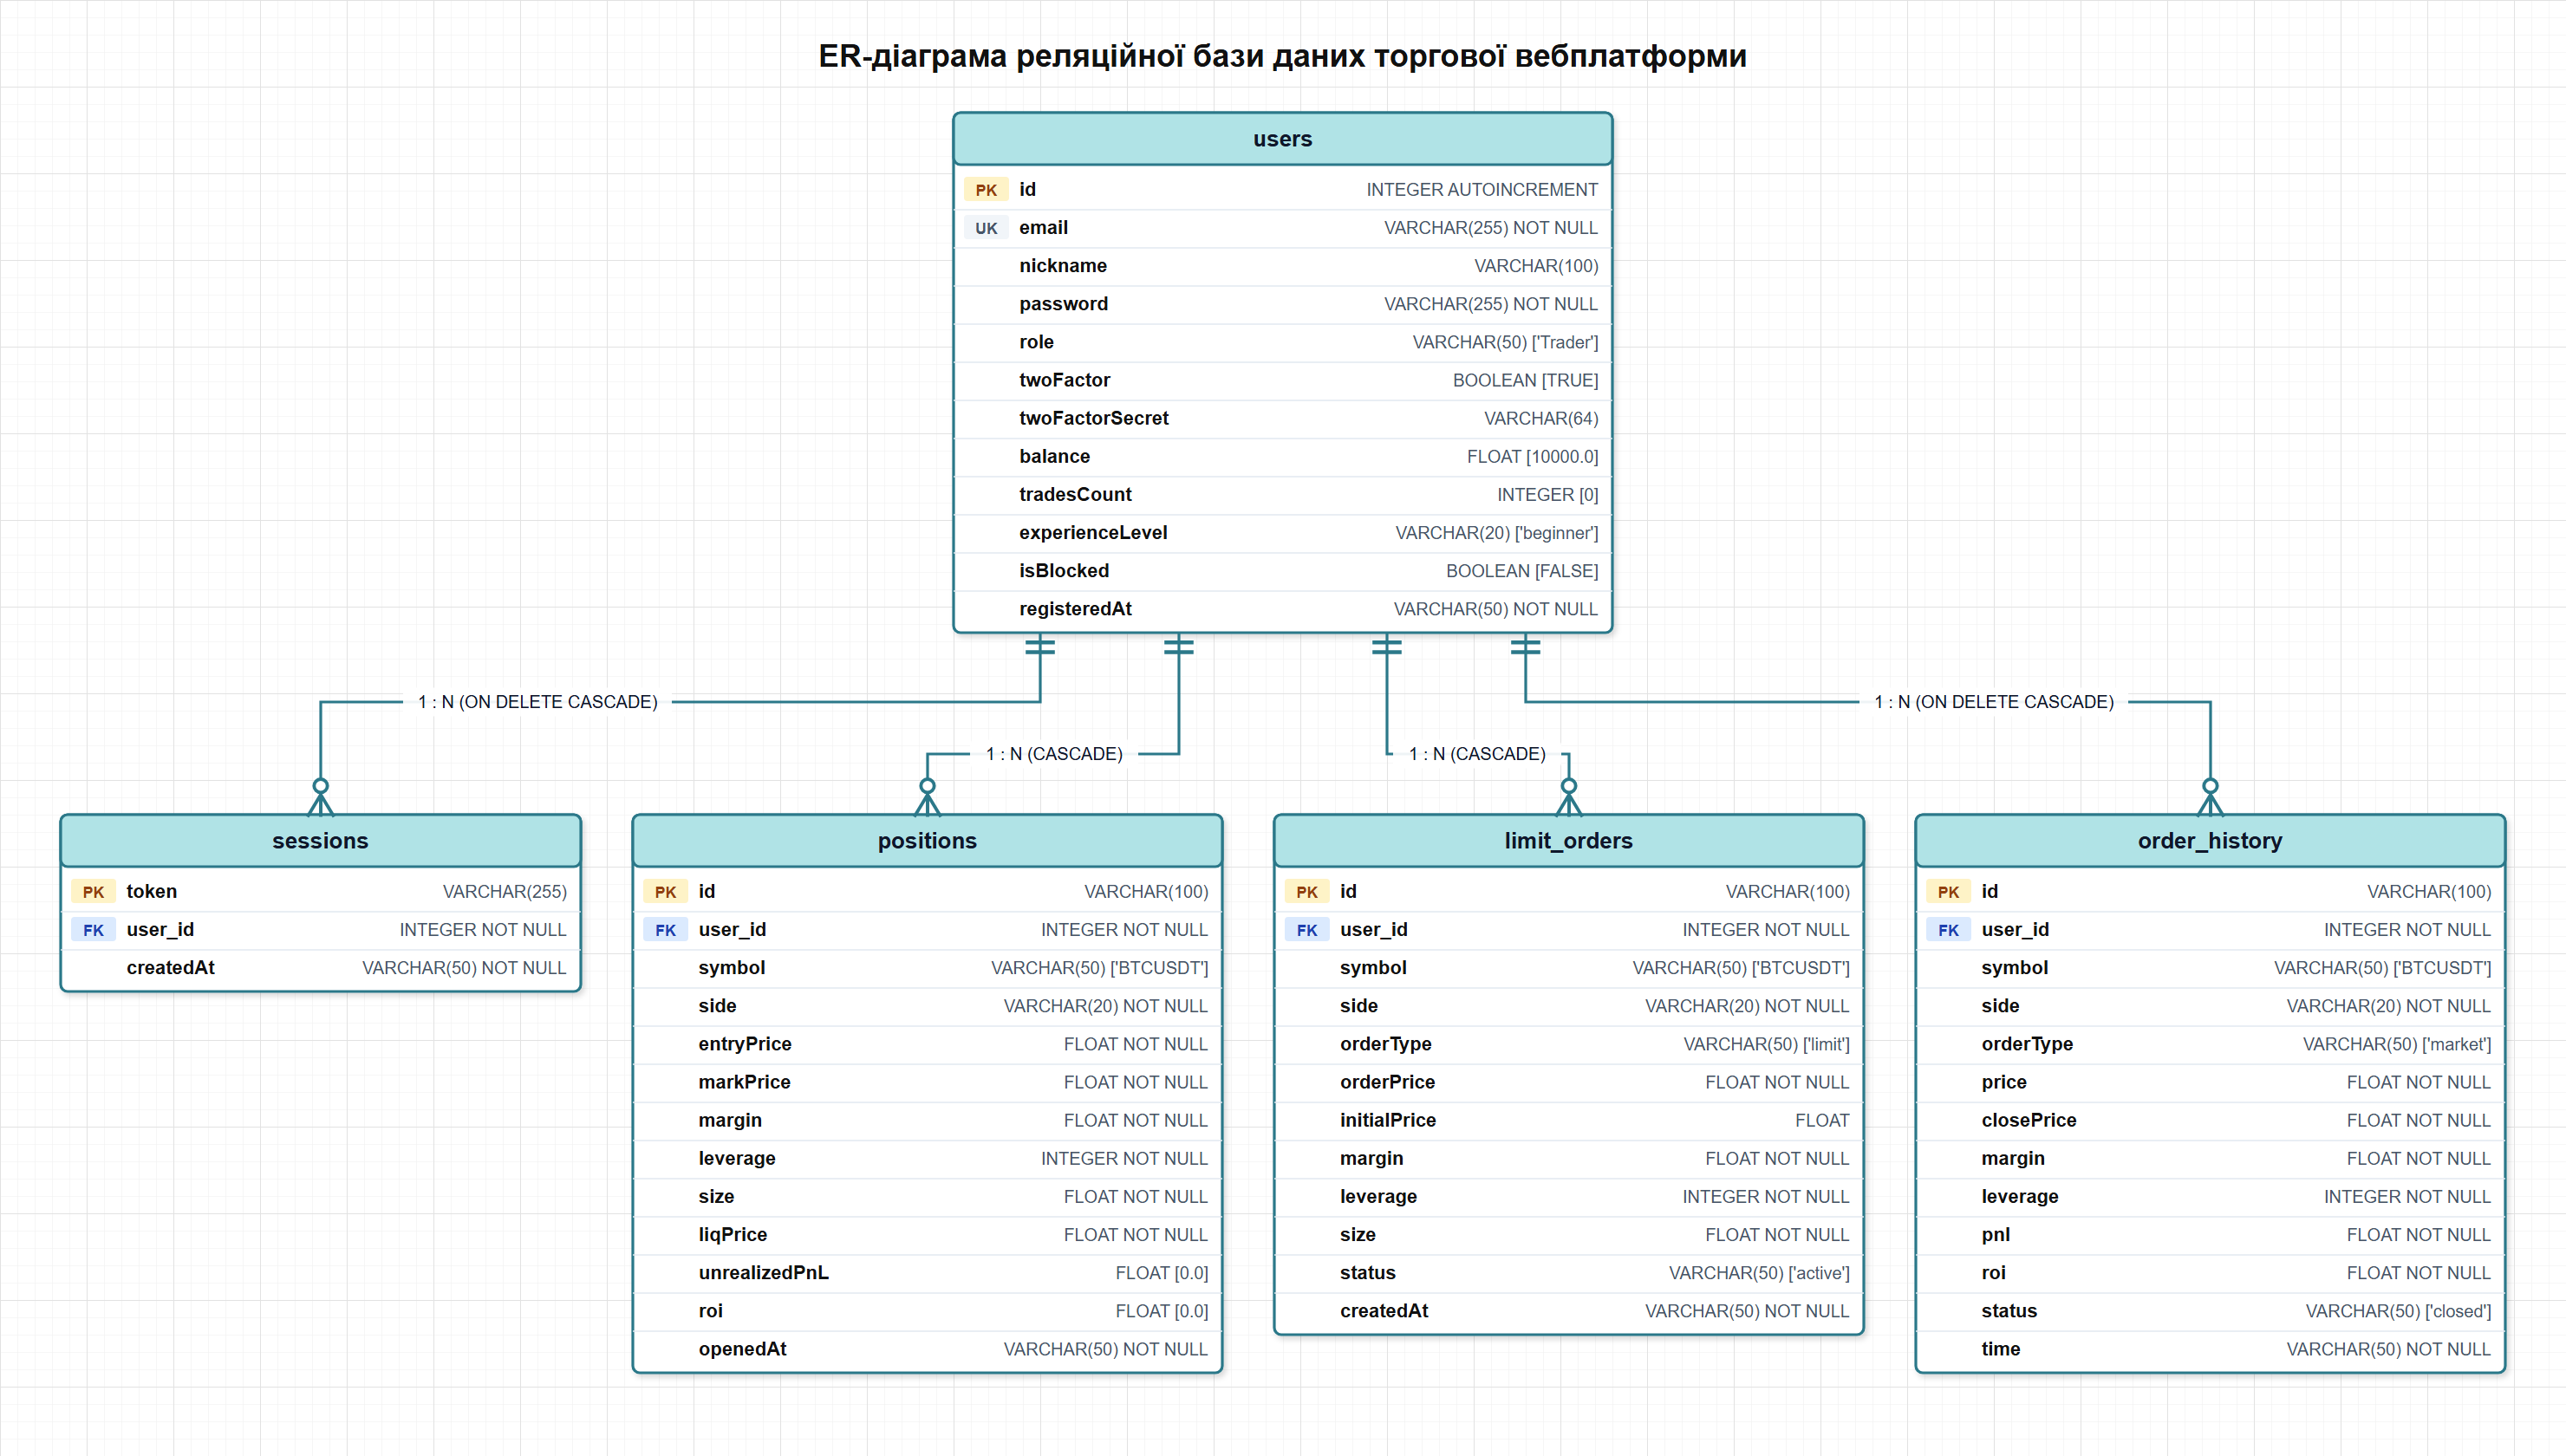 ER-діаграма реляційної бази даних торгової вебплатформи
users
PK id INTEGER AUTOINCREMENT
UK email VARCHAR(255) NOT NULL
nickname VARCHAR(100)
password VARCHAR(255) NOT NULL
role VARCHAR(50) ['Trader']
twoFactor BOOLEAN [TRUE]
twoFactorSecret VARCHAR(64)
balance FLOAT [10000.0]
tradesCount INTEGER [0]
experienceLevel VARCHAR(20) ['beginner']
isBlocked BOOLEAN [FALSE]
registeredAt VARCHAR(50) NOT NULL
1 : N (ON DELETE CASCADE)
1 : N (CASCADE)
1 : N (CASCADE)
1 : N (ON DELETE CASCADE)
sessions
PK token VARCHAR(255)
FK user_id INTEGER NOT NULL
createdAt VARCHAR(50) NOT NULL
positions
PK id VARCHAR(100)
FK user_id INTEGER NOT NULL
symbol VARCHAR(50) ['BTCUSDT']
side VARCHAR(20) NOT NULL
entryPrice FLOAT NOT NULL
markPrice FLOAT NOT NULL
margin FLOAT NOT NULL
leverage INTEGER NOT NULL
size FLOAT NOT NULL
liqPrice FLOAT NOT NULL
unrealizedPnL FLOAT [0.0]
roi FLOAT [0.0]
openedAt VARCHAR(50) NOT NULL
limit_orders
PK id VARCHAR(100)
FK user_id INTEGER NOT NULL
symbol VARCHAR(50) ['BTCUSDT']
side VARCHAR(20) NOT NULL
orderType VARCHAR(50) ['limit']
orderPrice FLOAT NOT NULL
initialPrice FLOAT
margin FLOAT NOT NULL
leverage INTEGER NOT NULL
size FLOAT NOT NULL
status VARCHAR(50) ['active']
createdAt VARCHAR(50) NOT NULL
order_history
PK id VARCHAR(100)
FK user_id INTEGER NOT NULL
symbol VARCHAR(50) ['BTCUSDT']
side VARCHAR(20) NOT NULL
orderType VARCHAR(50) ['market']
price FLOAT NOT NULL
closePrice FLOAT NOT NULL
margin FLOAT NOT NULL
leverage INTEGER NOT NULL
pnl FLOAT NOT NULL
roi FLOAT NOT NULL
status VARCHAR(50) ['closed']
time VARCHAR(50) NOT NULL